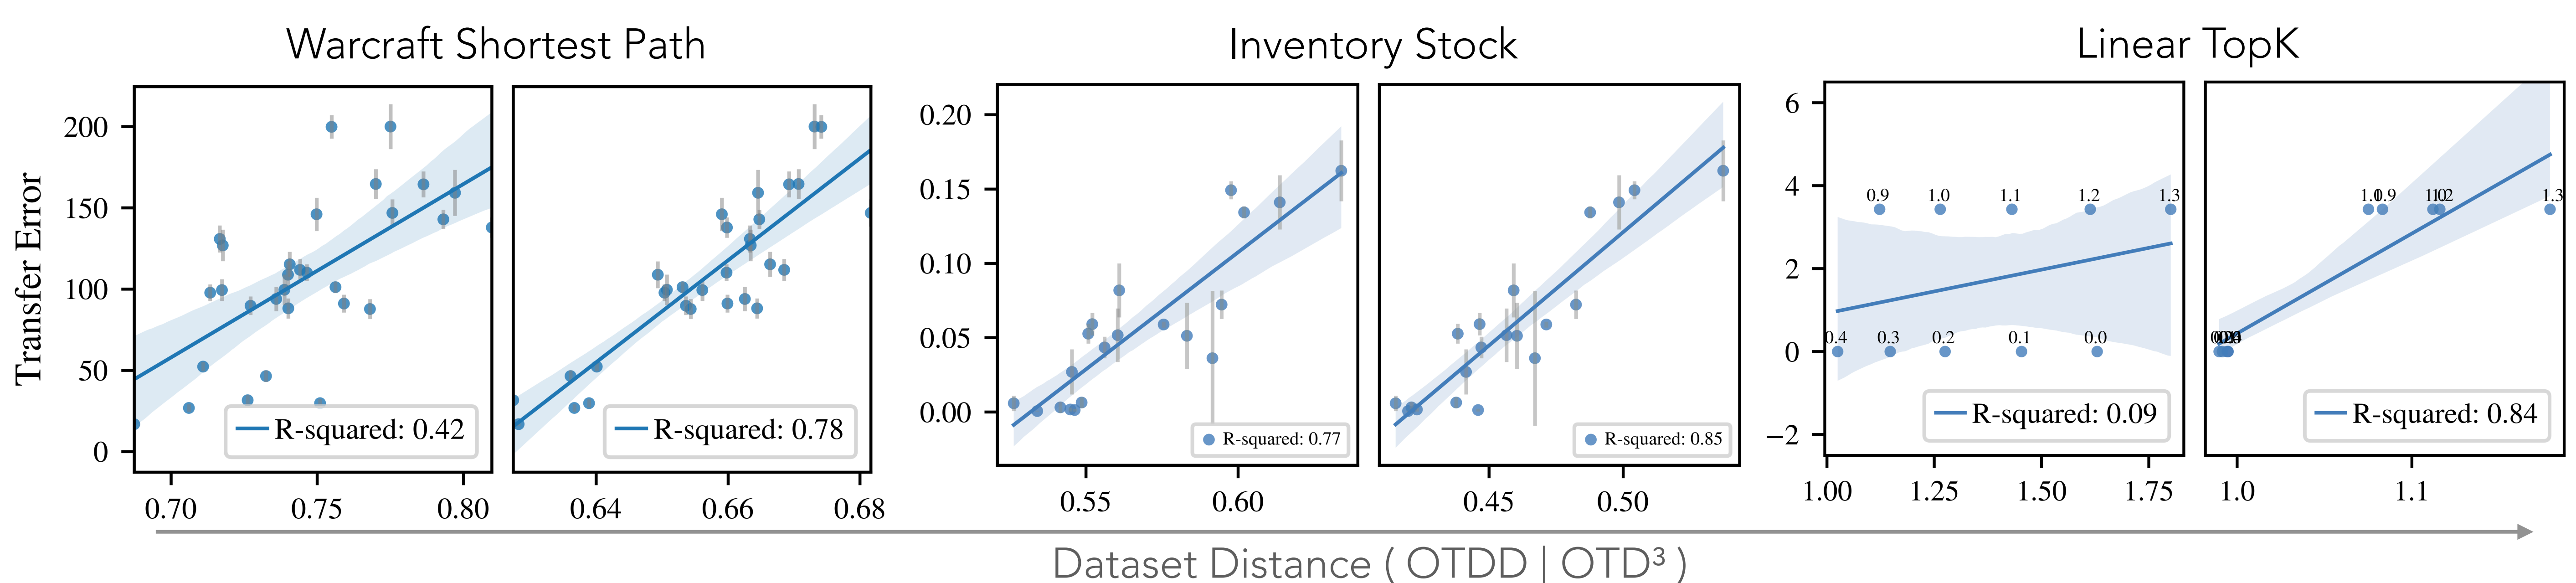 Warcraft Shortest Path
Inventory Stock
Linear TopK
Transfer Error
200
150
100
50
0
R-squared: 0.42
0.70 0.75 0.80
R-squared: 0.78
0.64 0.66 0.68
0.20
0.15
0.10
0.05
0.00
R-squared: 0.77
0.55 0.60
R-squared: 0.85
0.45 0.50
6
4
2
0
−2
0.9 1.0 1.1 1.2 1.3
0.4 0.3 0.2 0.1 0.0
R-squared: 0.09
1.00 1.25 1.50 1.75
1.3
R-squared: 0.84
1.0 1.1
Dataset Distance ( OTDD | OTD³ )